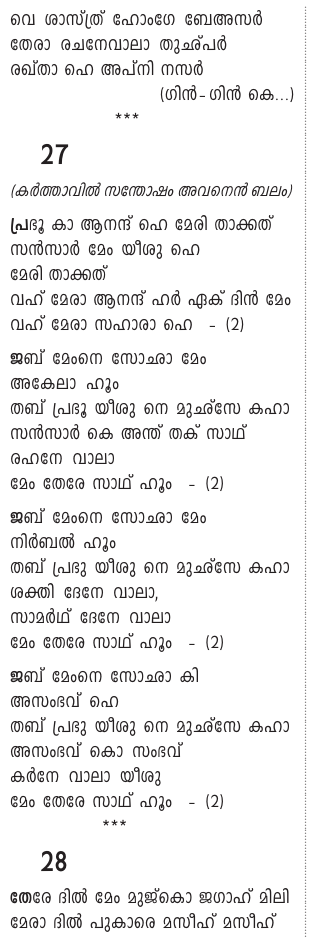 വെ ശാസ്ത്ര് ഹോംഗേ ബേഅസർ
തേരാ രചനേവാലാ തുഛ്പർ
രഖ്താ ഹെ അപ്നി നസർ
(ഗിൻ-ഗിൻ കെ...)
***
27
(കർത്താവിൽ സന്തോഷം അവനെൻ ബലം)
പ്രഭൂ കാ ആനന്ദ് ഹെ മേരി താക്കത്
സൻസാർ മേം യീശു ഹെ
മേരി താക്കത്
വഹ് മേരാ ആനന്ദ് ഹർ ഏക് ദിൻ മേം
വഹ് മേരാ സഹാരാ ഹെ - (2)
ജബ് മേംനെ സോഛാ മേം
അകേലാ ഹൂം
തബ് പ്രഭൂ യീശു നെ മുഛ്സേ കഹാ
സൻസാർ കെ അന്ത് തക് സാഥ്
രഹനേ വാലാ
മേം തേരേ സാഥ് ഹൂം - (2)
ജബ് മേംനെ സോഛാ മേം
നിർബൽ ഹൂം
തബ് പ്രഭു യീശു നെ മുഛ്സേ കഹാ
ശക്തി ദേനേ വാലാ,
സാമർഥ് ദേനേ വാലാ
മേം തേരേ സാഥ് ഹൂം - (2)
ജബ് മേംനെ സോഛാ കി
അസംഭവ് ഹെ
തബ് പ്രഭു യീശു നെ മുഛ്സേ കഹാ
അസംഭവ് കൊ സംഭവ്
കർനേ വാലാ യീശു
മേം തേരേ സാഥ് ഹൂം - (2)
***
28
തേരേ ദിൽ മേം മുജ്കൊ ജഗാഹ് മിലി
മേരാ ദിൽ പുകാരെ മസീഹ് മസീഹ്